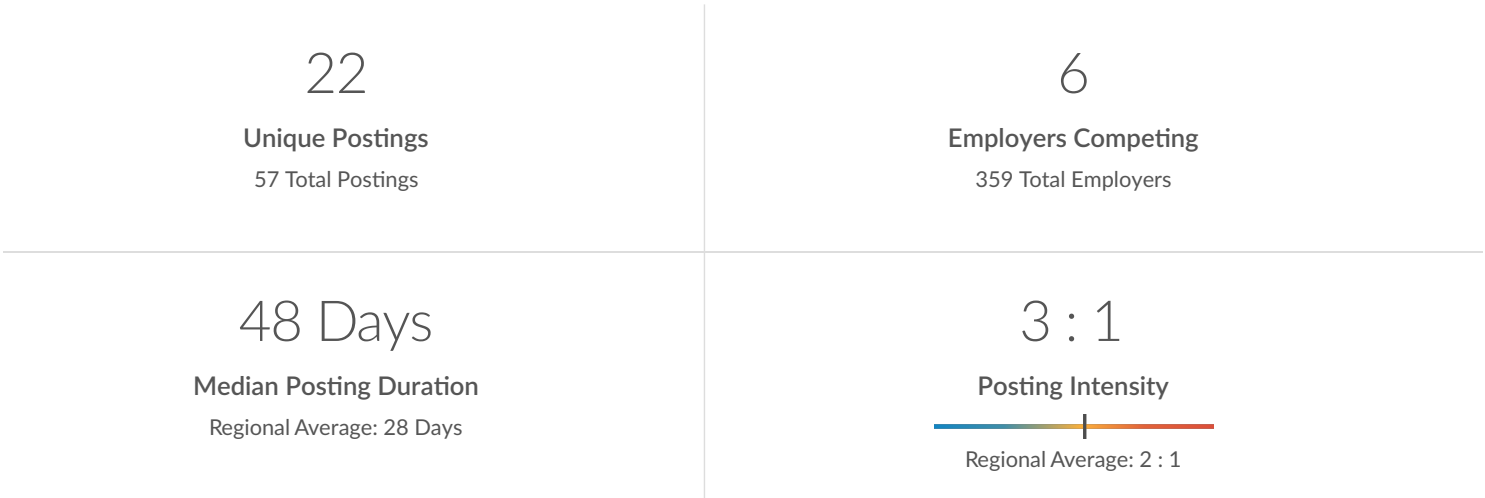 22
Unique Postings
57 Total Postings
6
Employers Competing
359 Total Employers
48 Days
Median Posting Duration
Regional Average: 28 Days
3 : 1
Posting Intensity
Regional Average: 2 : 1